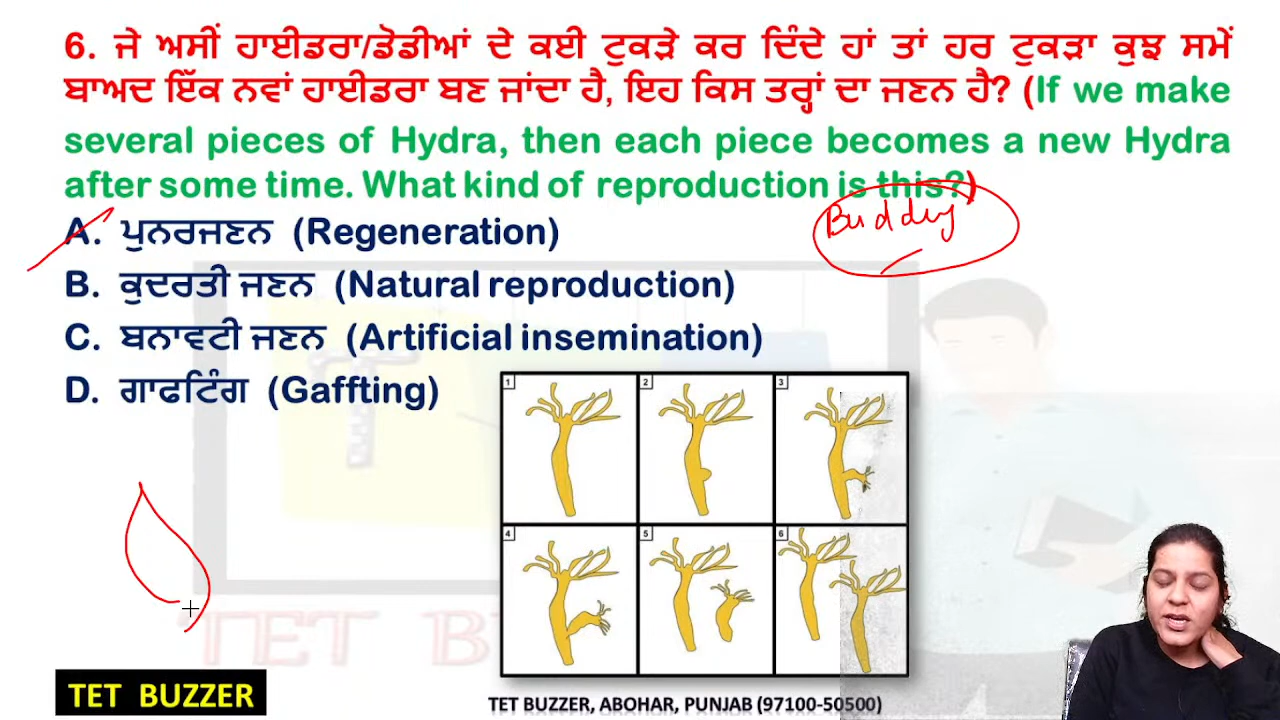 6. ਜੇ ਅਸੀਂ ਹਾਈਡਰਾ/ਡੋਡੀਆਂ ਦੇ ਕਈ ਟੁਕੜੇ ਕਰ ਦਿੰਦੇ ਹਾਂ ਤਾਂ ਹਰ ਟੁਕੜਾ ਕੁਝ ਸਮੇਂ
ਬਾਅਦ ਇੱਕ ਨਵਾਂ ਹਾਈਡਰਾ ਬਣ ਜਾਂਦਾ ਹੈ, ਇਹ ਕਿਸ ਤਰ੍ਹਾਂ ਦਾ ਜਣਨ ਹੈ? (If we make
several pieces of Hydra, then each piece becomes a new Hydra
after some time. What kind of reproduction is this?)
Budding
A. ਪੁਨਰਜਣਨ (Regeneration)
B. ਕੁਦਰਤੀ ਜਣਨ (Natural reproduction)
C. ਬਨਾਵਟੀ ਜਣਨ (Artificial insemination)
D. ਗਾਫਟਿੰਗ (Gaffting)
1 2 3
4 5 6
TET BUZZER
TET BUZZER, ABOHAR, PUNJAB (97100-50500)